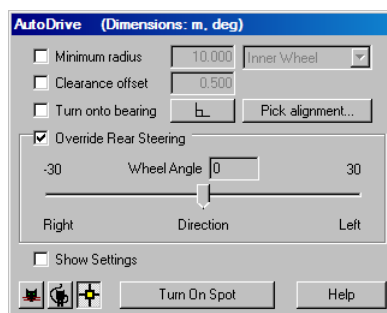 AutoDrive (Dimensions: m, deg)
Minimum radius 10.000 Inner Wheel
Clearance offset 0.500
Turn onto bearing Pick alignment...
Override Rear Steering
-30 Wheel Angle 0 30
Right Direction Left
Show Settings
Turn On Spot Help